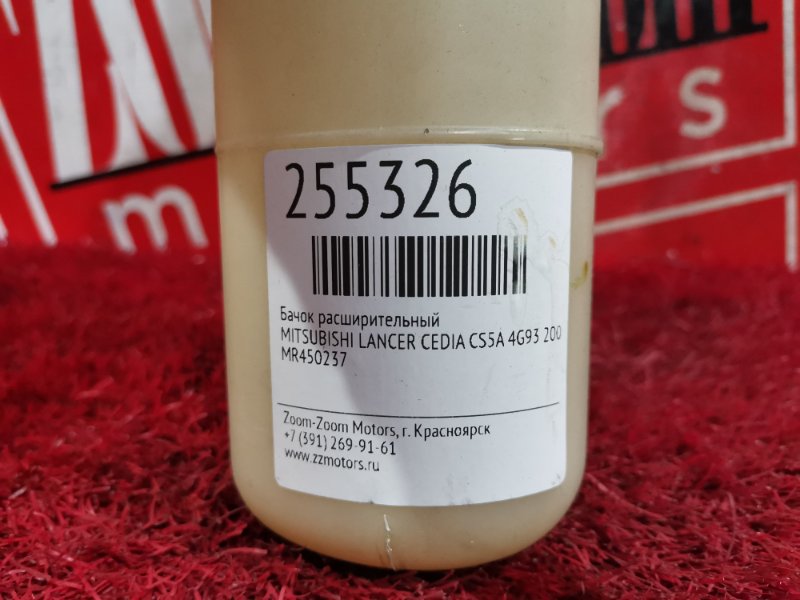 255326
Бачок расширительный
MITSUBISHI LANCER CEDIA CS5A 4G93 200
MR450237
Zoom-Zoom Motors, г. Красноярск
+7 (391) 269-91-61
www.zzmotors.ru